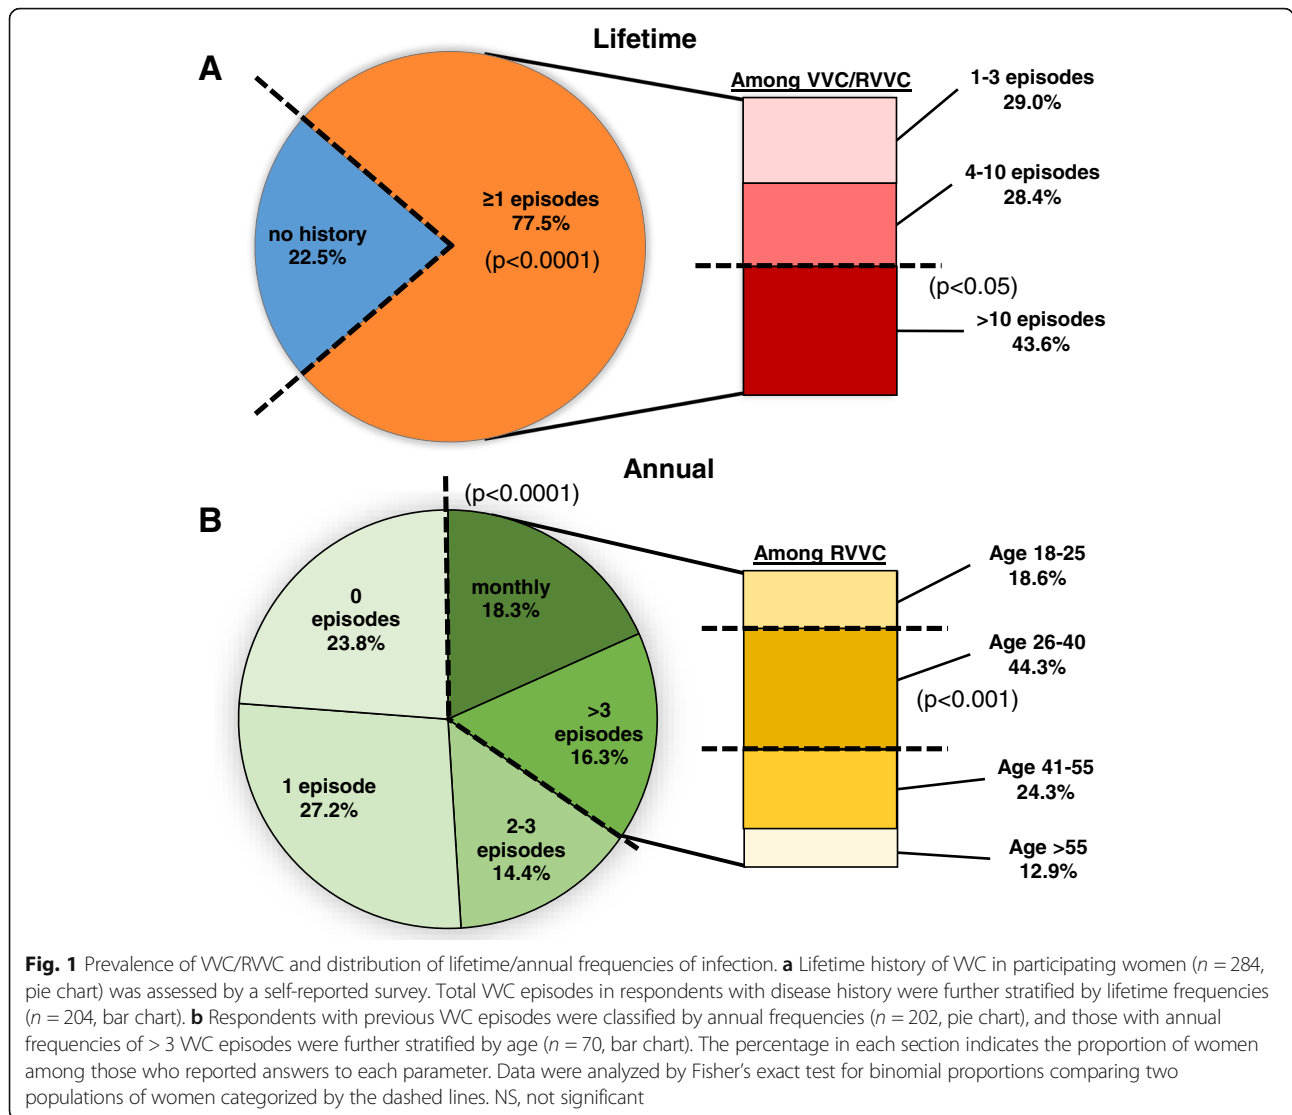 Lifetime
A
Among VVC/RVVC
1-3 episodes
29.0%
4-10 episodes
28.4%
≥1 episodes
77.5%
(p<0.0001)
no history
22.5%
(p<0.05)
>10 episodes
43.6%
Annual
B
(p<0.0001)
Among RVVC
Age 18-25
18.6%
monthly
18.3%
0
episodes
23.8%
Age 26-40
44.3%
(p<0.001)
>3
episodes
16.3%
1 episode
27.2%
2-3
episodes
14.4%
Age 41-55
24.3%
Age >55
12.9%
Fig. 1 Prevalence of VVC/RVVC and distribution of lifetime/annual frequencies of infection. a Lifetime history of VVC in participating women (n = 284,
pie chart) was assessed by a self-reported survey. Total VVC episodes in respondents with disease history were further stratified by lifetime frequencies
(n = 204, bar chart). b Respondents with previous VVC episodes were classified by annual frequencies (n = 202, pie chart), and those with annual
frequencies of > 3 VVC episodes were further stratified by age (n = 70, bar chart). The percentage in each section indicates the proportion of women
among those who reported answers to each parameter. Data were analyzed by Fisher's exact test for binomial proportions comparing two
populations of women categorized by the dashed lines. NS, not significant